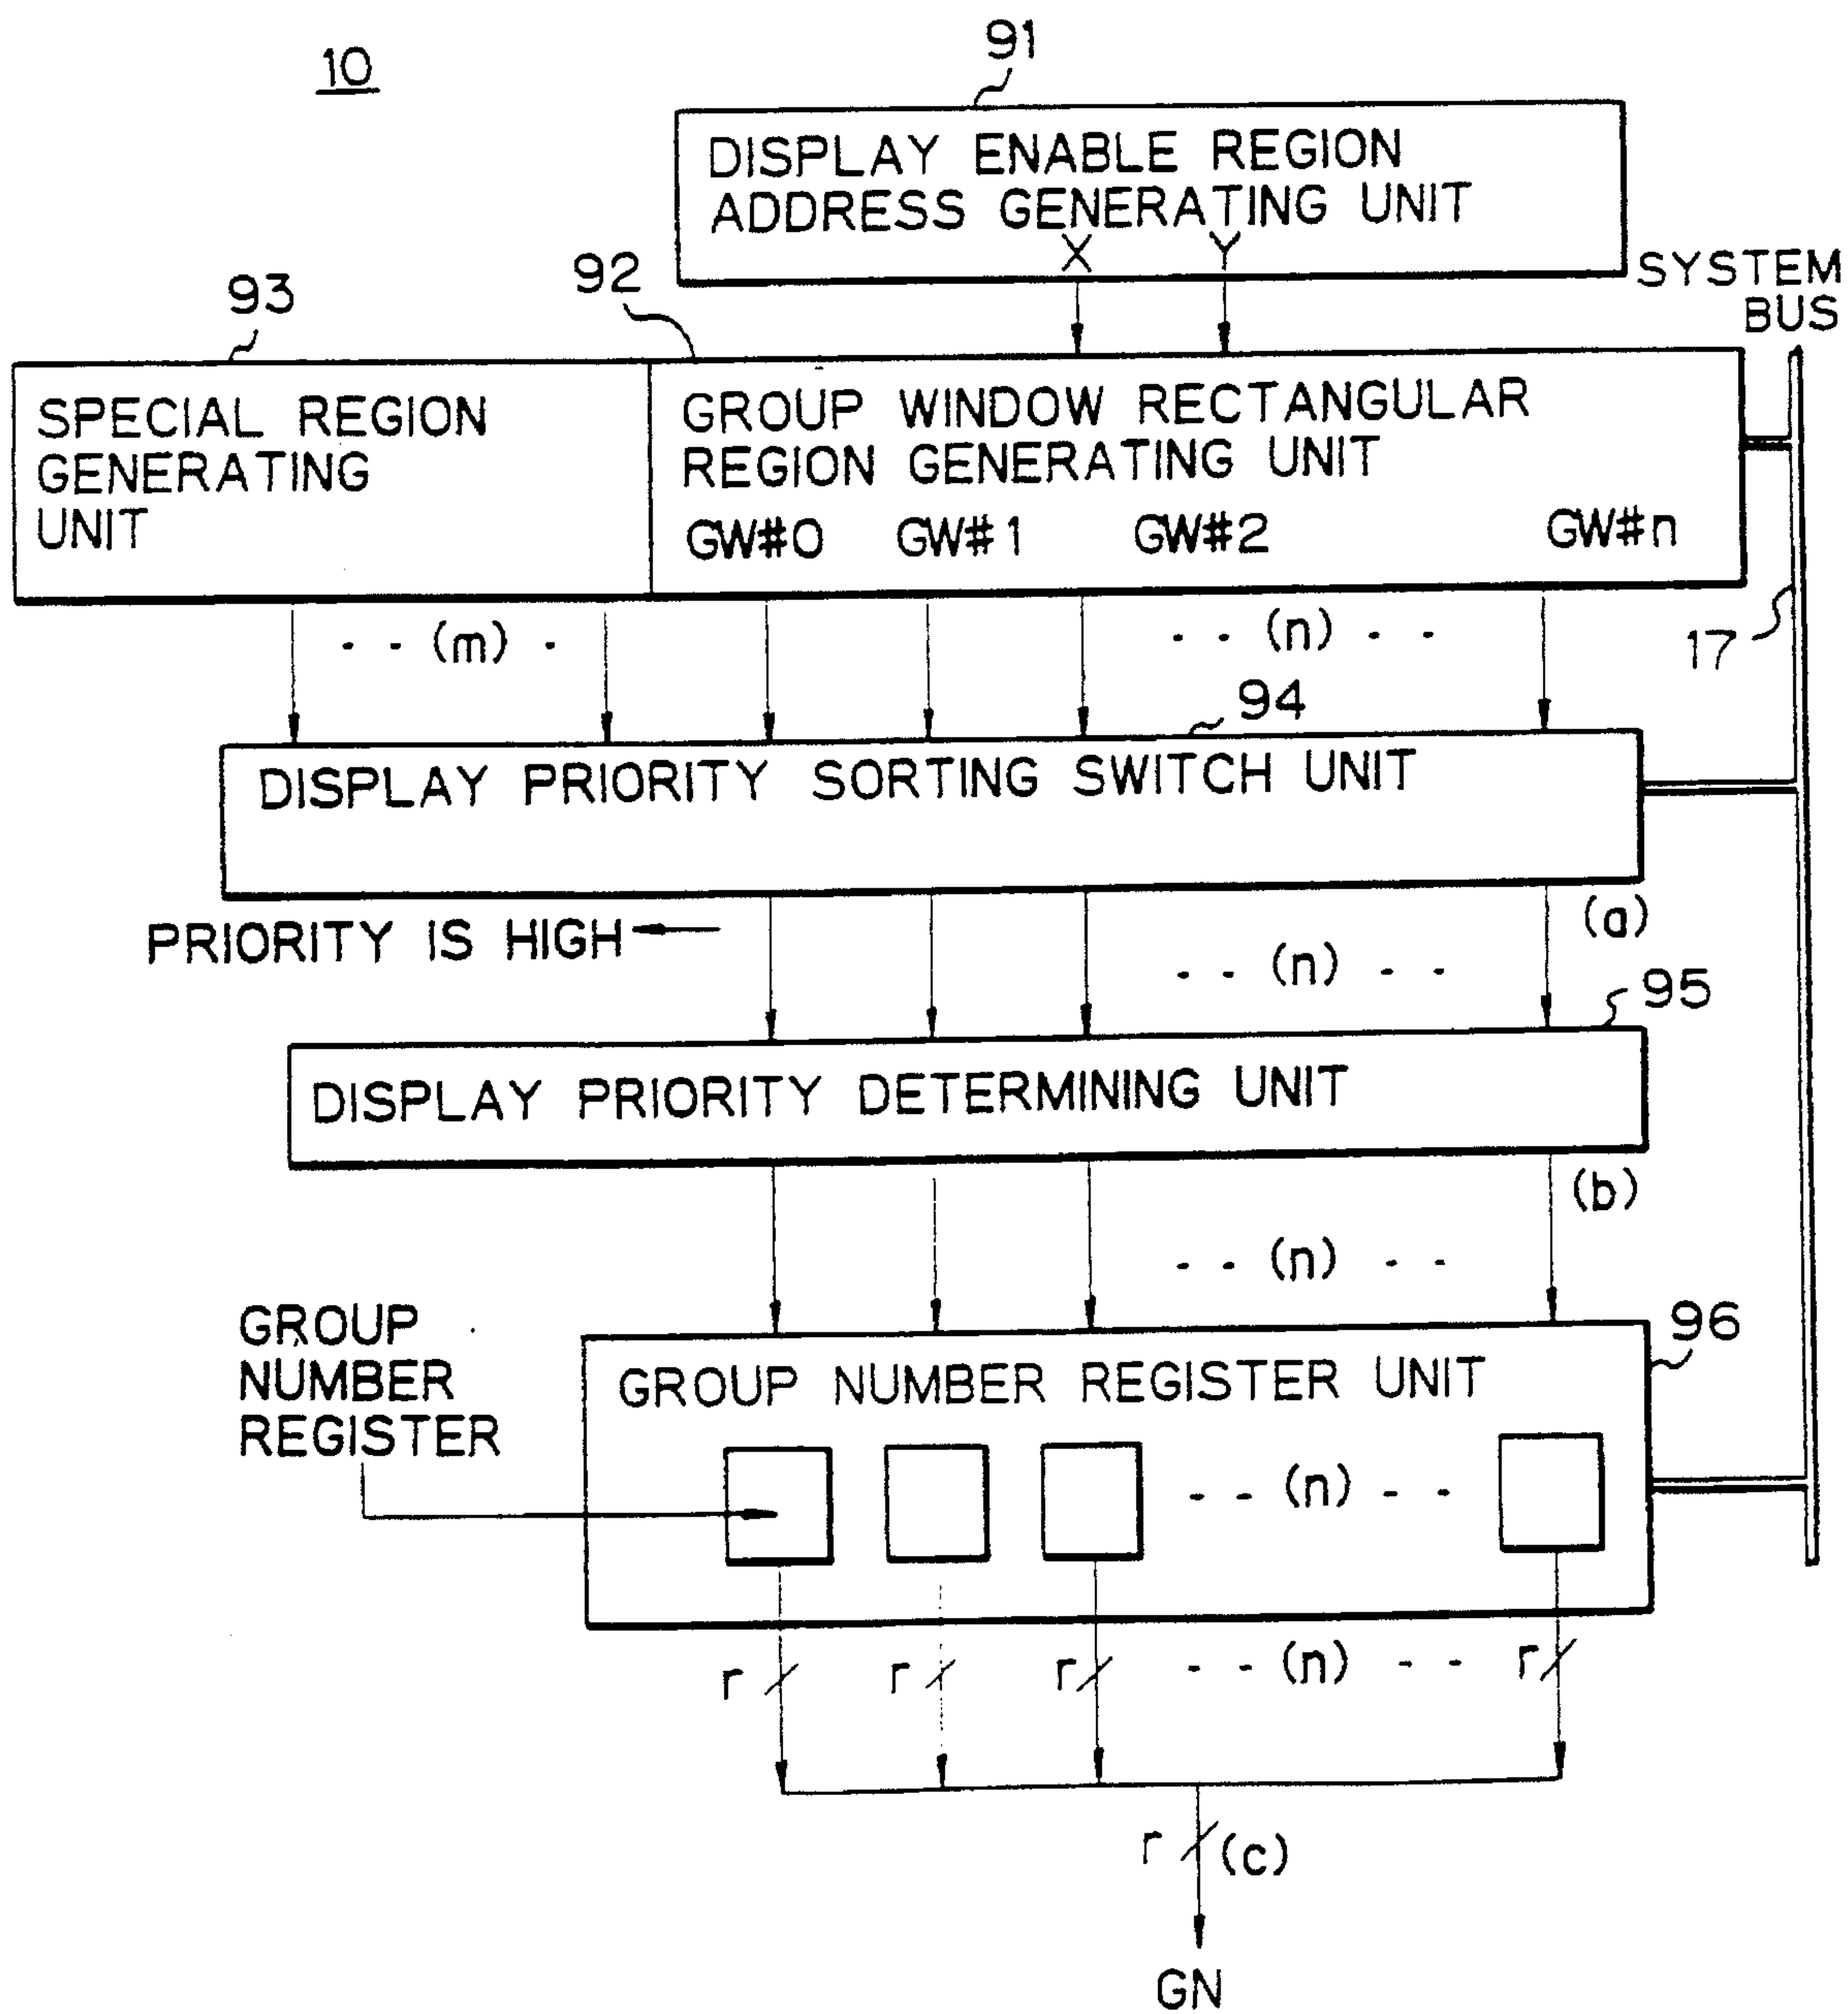 10
91
DISPLAY ENABLE REGION
ADDRESS GENERATING UNIT
X Y
SYSTEM
BUS
93
92
SPECIAL REGION
GENERATING
UNIT
GROUP WINDOW RECTANGULAR
REGION GENERATING UNIT
GW#0 GW#1 GW#2 GW#n
- - (m) -
- - (n) - -
17
94
DISPLAY PRIORITY SORTING SWITCH UNIT
PRIORITY IS HIGH
(a)
- - (n) - -
95
DISPLAY PRIORITY DETERMINING UNIT
(b)
- - (n) - -
GROUP
NUMBER
REGISTER
96
GROUP NUMBER REGISTER UNIT
- - (n) - -
r r r - - (n) - - r
r (c)
GN